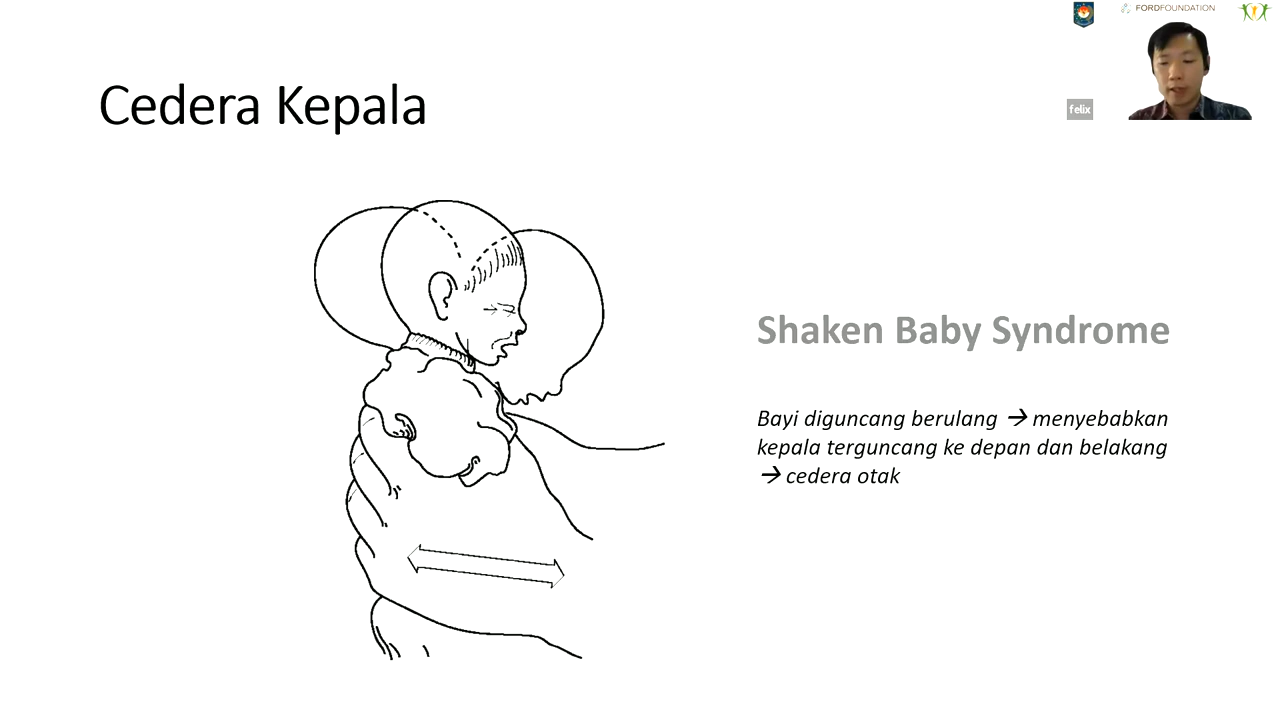 FORDFOUNDATION
felix
Cedera Kepala
Shaken Baby Syndrome
Bayi diguncang berulang → menyebabkan
kepala terguncang ke depan dan belakang
→ cedera otak